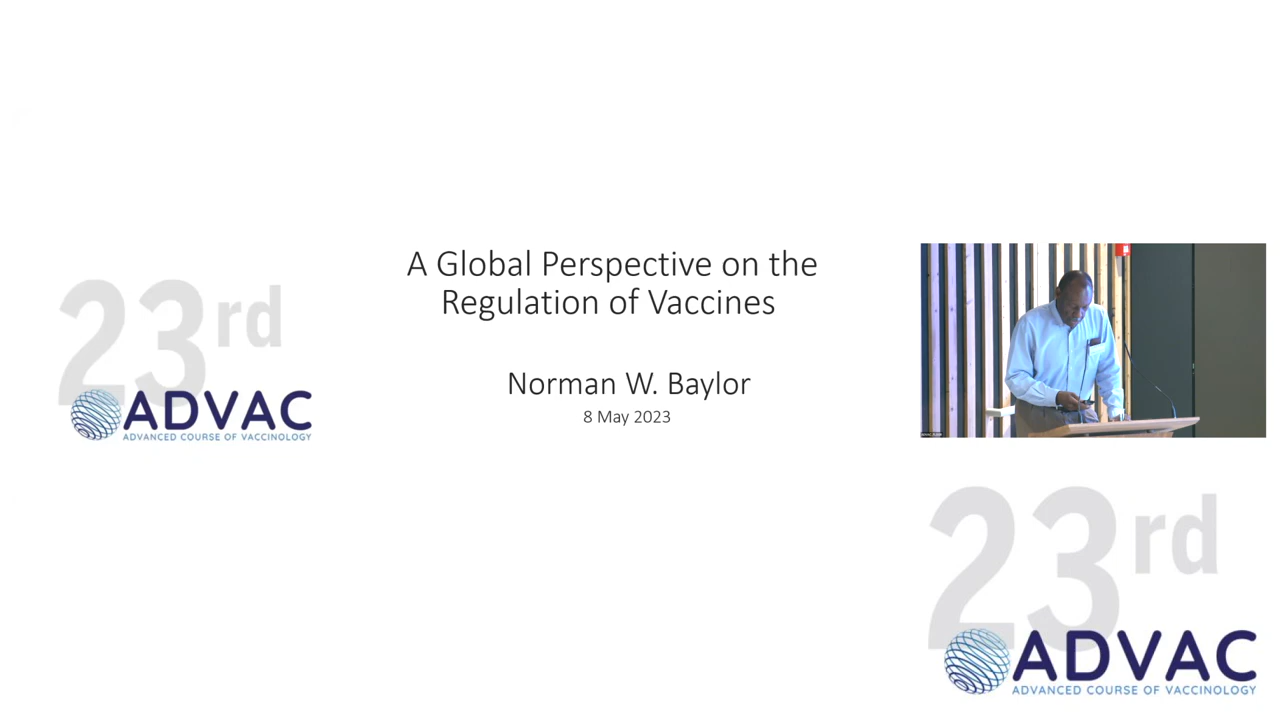 A Global Perspective on the
Regulation of Vaccines
Norman W. Baylor
8 May 2023
23rd
ADVAC
ADVANCED COURSE OF VACCINOLOGY
23rd
ADVAC
ADVANCED COURSE OF VACCINOLOGY